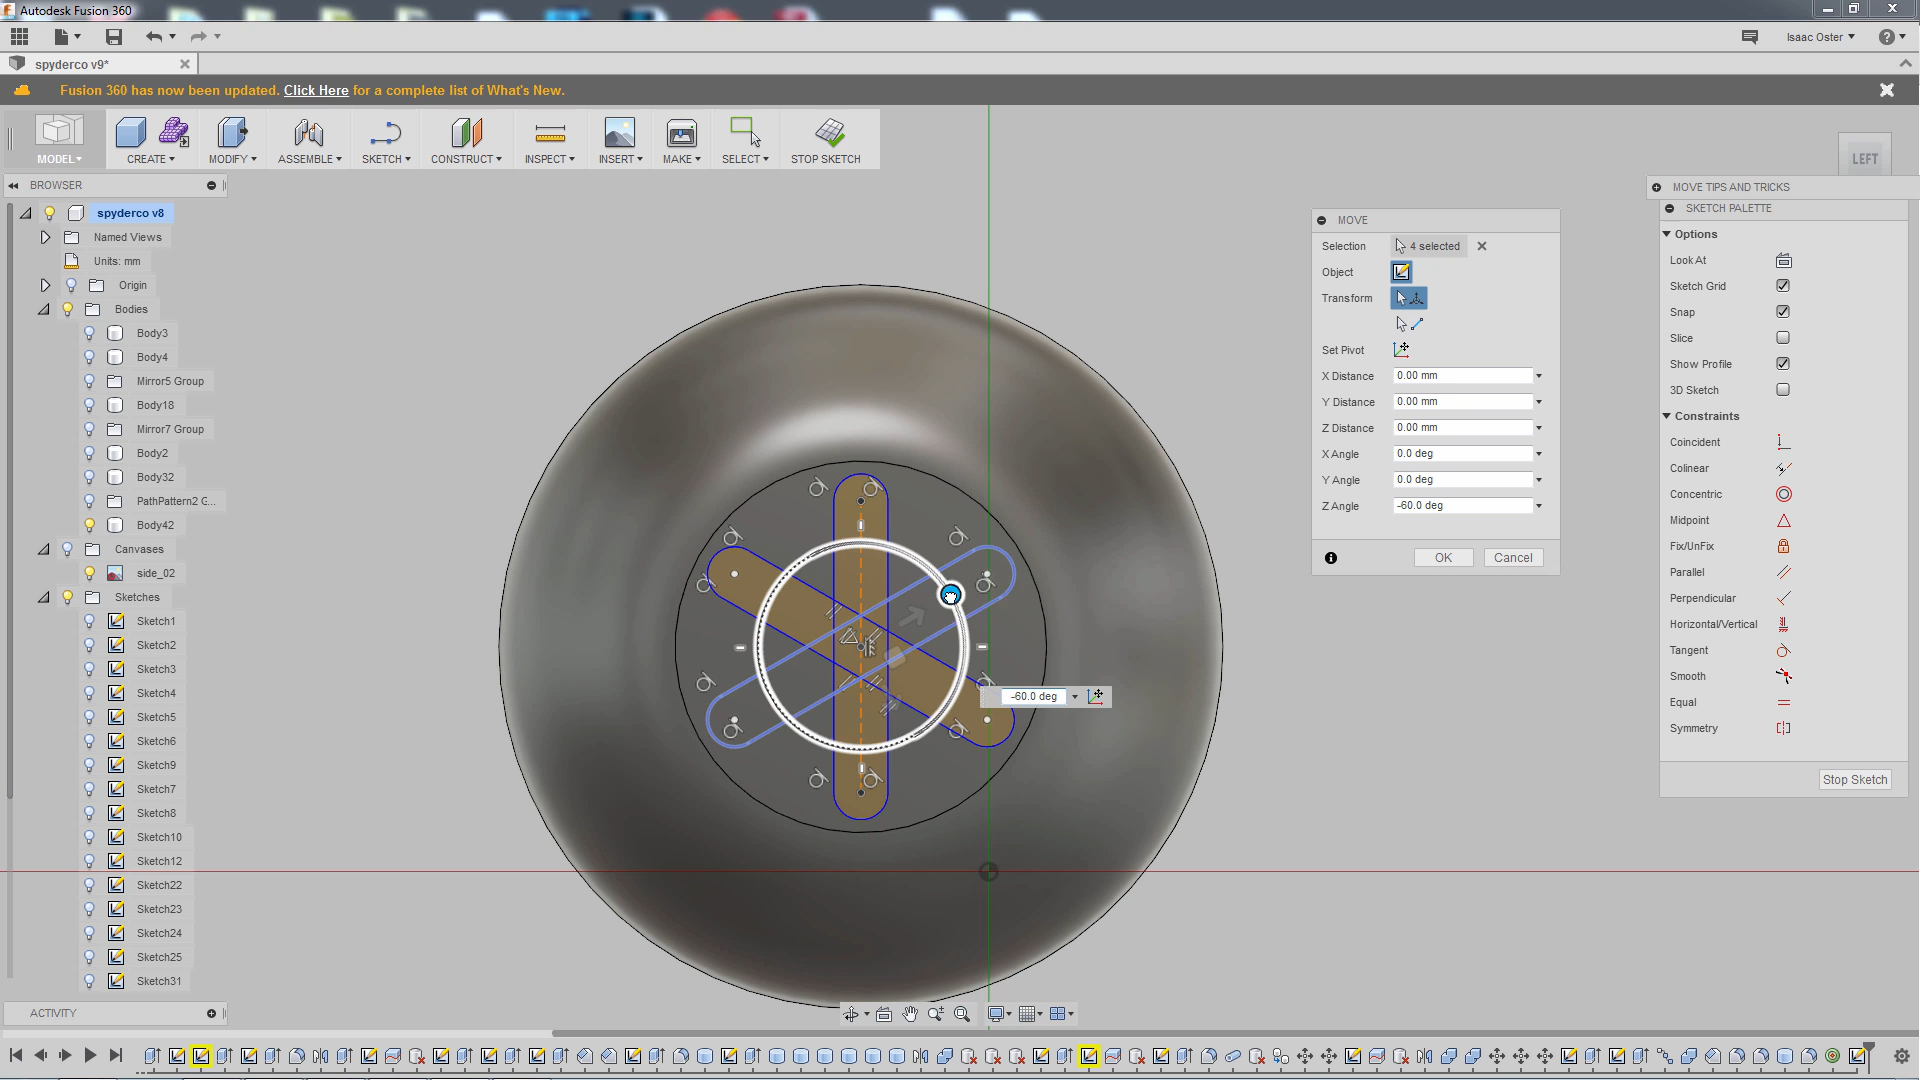 Autodesk Fusion 360
Isaac Oster
spyderco v9*
Fusion 360 has now been updated. Click Here for a complete list of What's New.
MODEL
CREATE
MODIFY
ASSEMBLE
SKETCH
CONSTRUCT
INSPECT
INSERT
MAKE
SELECT
STOP SKETCH
LEFT
BROWSER
spyderco v8
Named Views
Units: mm
Origin
Bodies
Body3
Body4
Mirror5 Group
Body18
Mirror7 Group
Body2
Body32
PathPattern2 G...
Body42
Canvases
side_02
Sketches
Sketch1
Sketch2
Sketch3
Sketch4
Sketch5
Sketch6
Sketch9
Sketch7
Sketch8
Sketch10
Sketch12
Sketch22
Sketch23
Sketch24
Sketch25
Sketch31
ACTIVITY
-60.0 deg
MOVE
Selection 4 selected
Object
Transform
Set Pivot
X Distance 0.00 mm
Y Distance 0.00 mm
Z Distance 0.00 mm
X Angle 0.0 deg
Y Angle 0.0 deg
Z Angle -60.0 deg
OK Cancel
MOVE TIPS AND TRICKS
SKETCH PALETTE
Options
Look At
Sketch Grid
Snap
Slice
Show Profile
3D Sketch
Constraints
Coincident
Colinear
Concentric
Midpoint
Fix/UnFix
Parallel
Perpendicular
Horizontal/Vertical
Tangent
Smooth
Equal
Symmetry
Stop Sketch